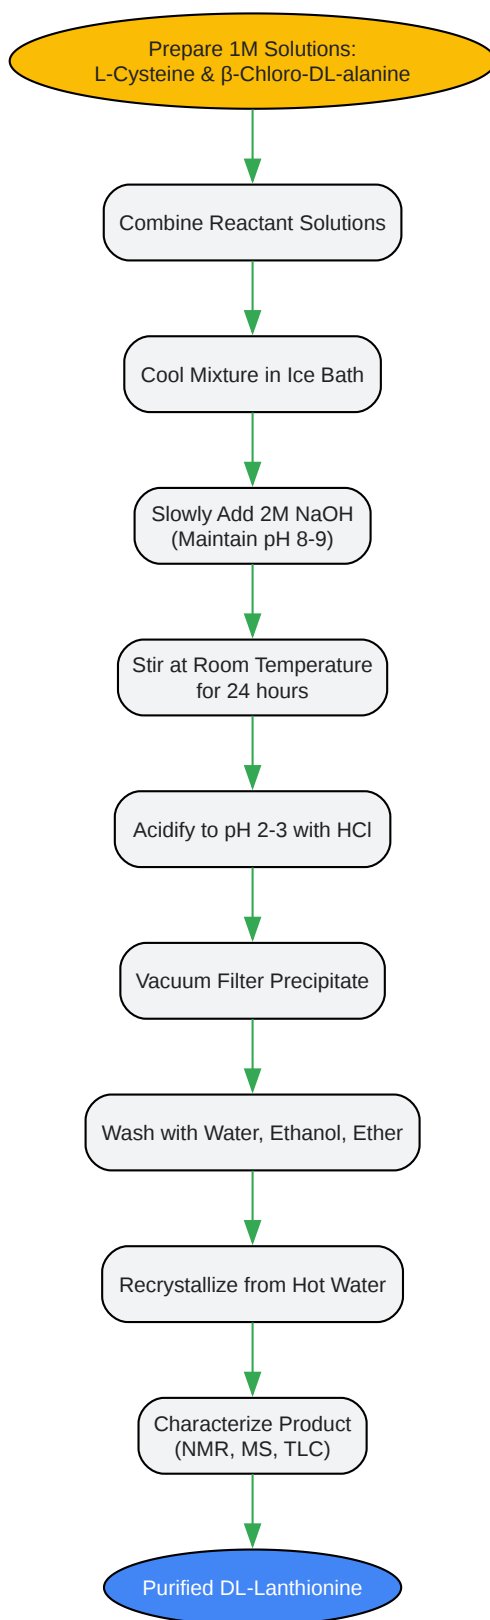 Prepare 1M Solutions:
L-Cysteine & β-Chloro-DL-alanine
Combine Reactant Solutions
Cool Mixture in Ice Bath
Slowly Add 2M NaOH
(Maintain pH 8-9)
Stir at Room Temperature
for 24 hours
Acidify to pH 2-3 with HCl
Vacuum Filter Precipitate
Wash with Water, Ethanol, Ether
Recrystallize from Hot Water
Characterize Product
(NMR, MS, TLC)
Purified DL-Lanthionine